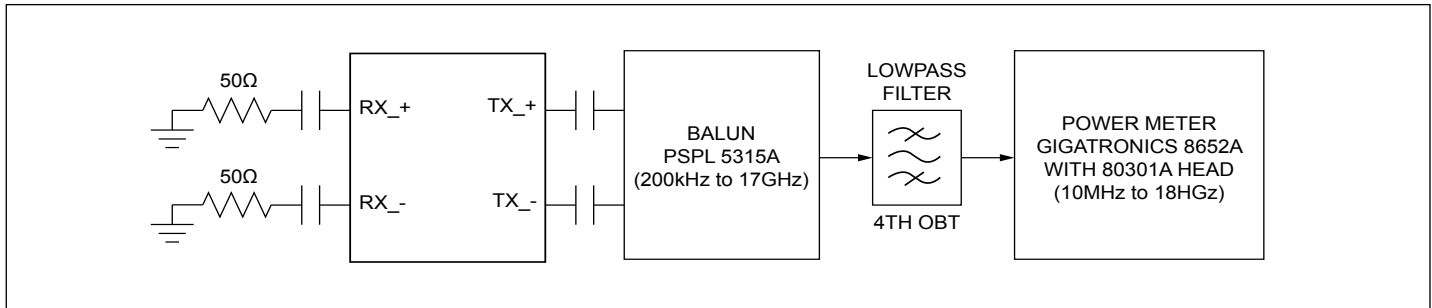 50Ω
RX_+
TX_+
50Ω
RX_-
TX_-
BALUN
PSPL 5315A
(200kHz to 17GHz)
LOWPASS
FILTER
4TH OBT
POWER METER
GIGATRONICS 8652A
WITH 80301A HEAD
(10MHz to 18HGz)